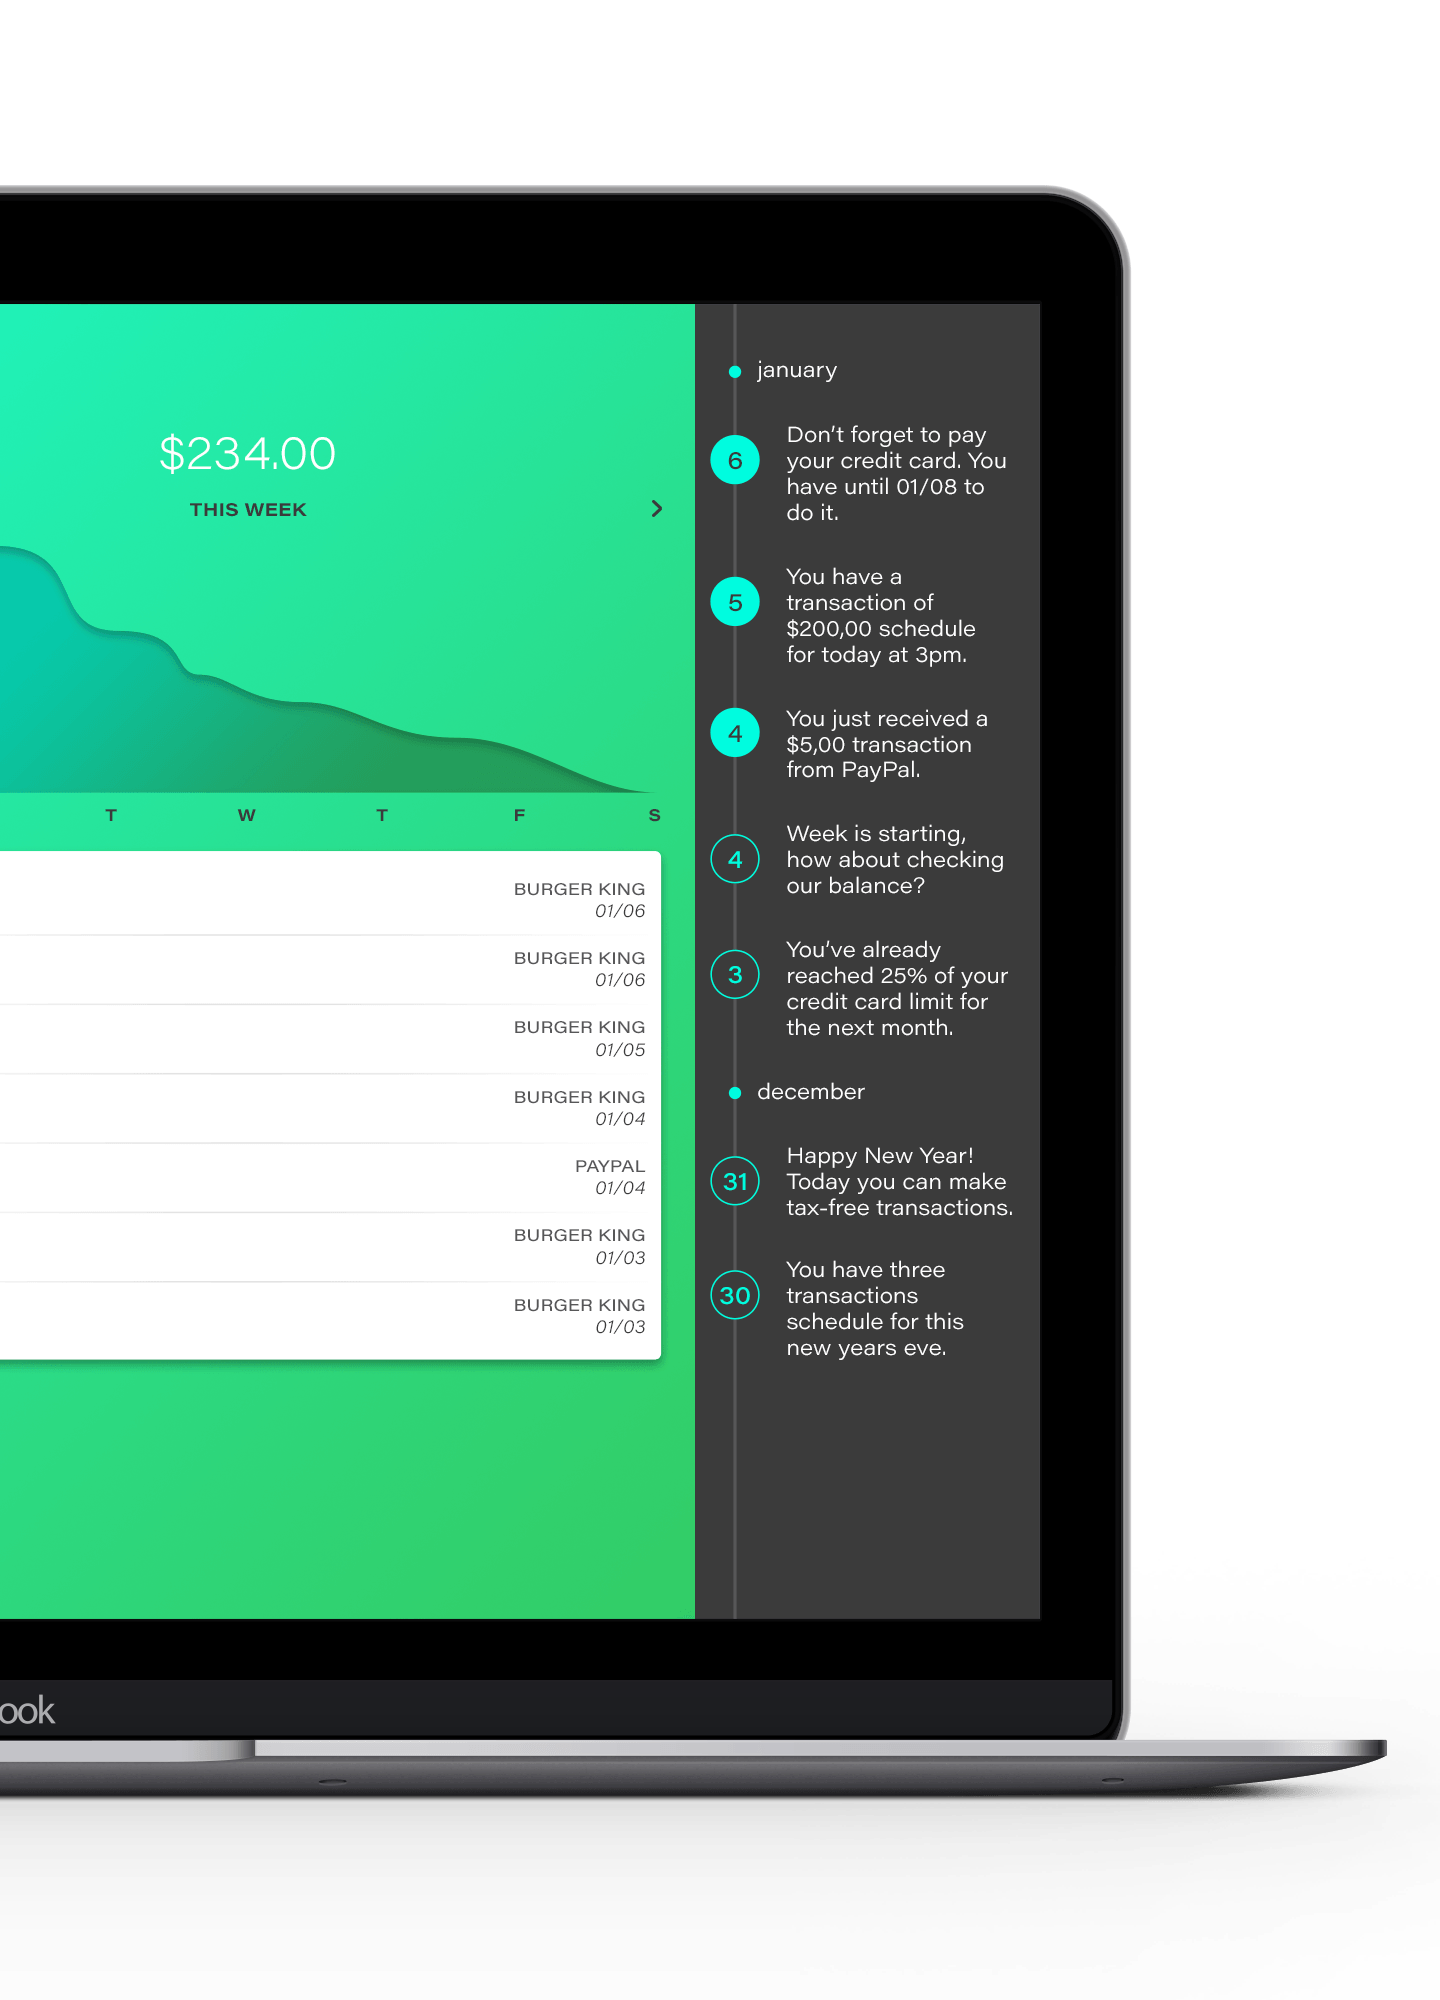 $234.00
THIS WEEK
T W T F S
BURGER KING
01/06
BURGER KING
01/06
BURGER KING
01/05
BURGER KING
01/04
PAYPAL
01/04
BURGER KING
01/03
BURGER KING
01/03
january
6
Don’t forget to pay
your credit card. You
have until 01/08 to
do it.
5
You have a
transaction of
$200,00 schedule
for today at 3pm.
4
You just received a
$5,00 transaction
from PayPal.
4
Week is starting,
how about checking
our balance?
3
You’ve already
reached 25% of your
credit card limit for
the next month.
december
31
Happy New Year!
Today you can make
tax-free transactions.
30
You have three
transactions
schedule for this
new years eve.
ook